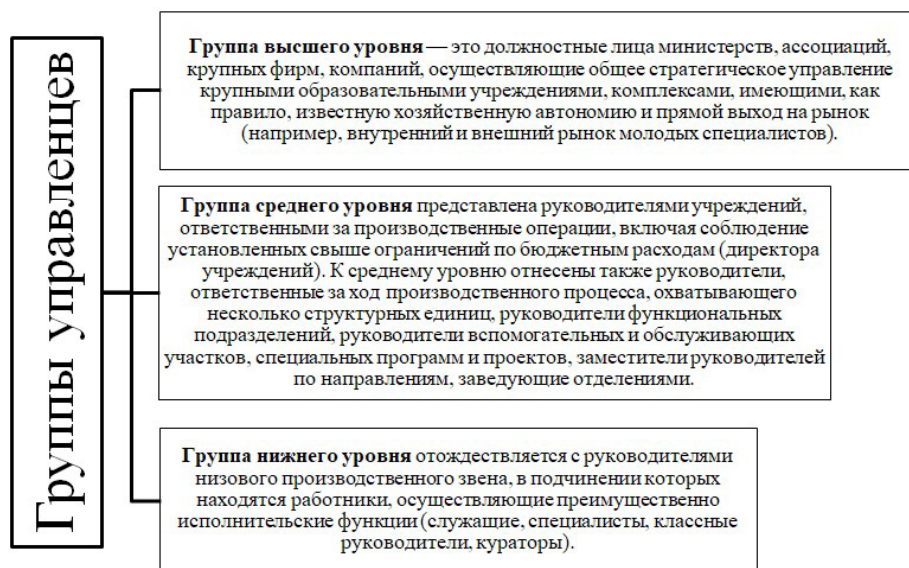 Группы управленцев
Группа высшего уровня — это должностные лица министерств, ассоциаций,
крупных фирм, компаний, осуществляющие общее стратегическое управление
крупными образовательными учреждениями, комплексами, имеющими, как
правило, известную хозяйственную автономию и прямой выход на рынок
(например, внутренний и внешний рынок молодых специалистов).
Группа среднего уровня представлена руководителями учреждений,
ответственными за производственные операции, включая соблюдение
установленных свыше ограничений по бюджетным расходам (директора
учреждений). К среднему уровню отнесены также руководители,
ответственные за ход производственного процесса, охватывающего
несколько структурных единиц, руководители функциональных
подразделений, руководители вспомогательных и обслуживающих
участков, специальных программ и проектов, заместители руководителей
по направлениям, заведующие отделениями.
Группа нижнего уровня отождествляется с руководителями
низового производственного звена, в подчинении которых
находятся работники, осуществляющие преимущественно
исполнительские функции (служащие, специалисты, классные
руководители, кураторы).